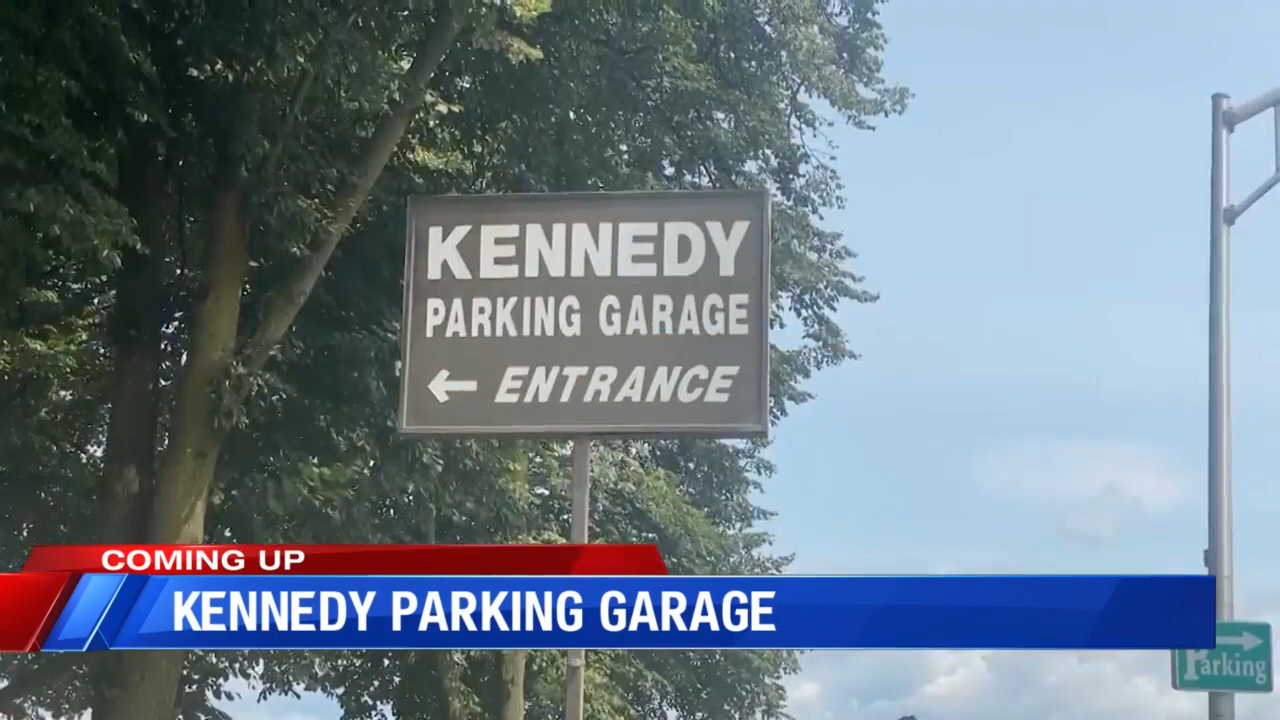 KENNEDY
PARKING GARAGE
← ENTRANCE
COMING UP
KENNEDY PARKING GARAGE
Parking